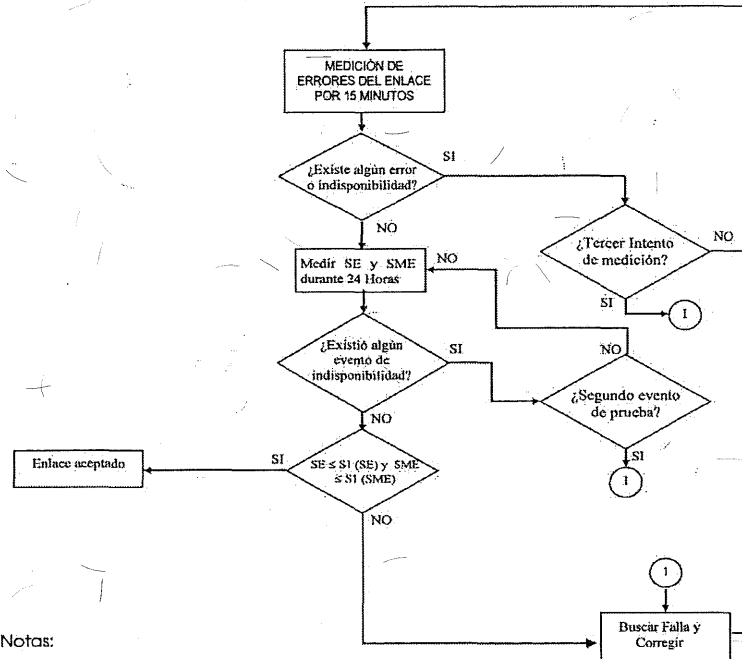 MEDICIÓN DE
ERRORES DEL ENLACE
POR 15 MINUTOS
¿Existe algún error
o indisponibilidad?
SI
NO
¿Tercer Intento
de medición?
NO
SI
1
Medir SE y SME
durante 24 Horas
NO
¿Existió algún
evento de
indisponibilidad?
SI
NO
NO
¿Segundo evento
de prueba?
SI
1
SE ≤ S1 (SE) y SME
≤ S1 (SME)
SI
Enlace aceptado
NO
1
Buscar Falla y
Corregir
Notas: